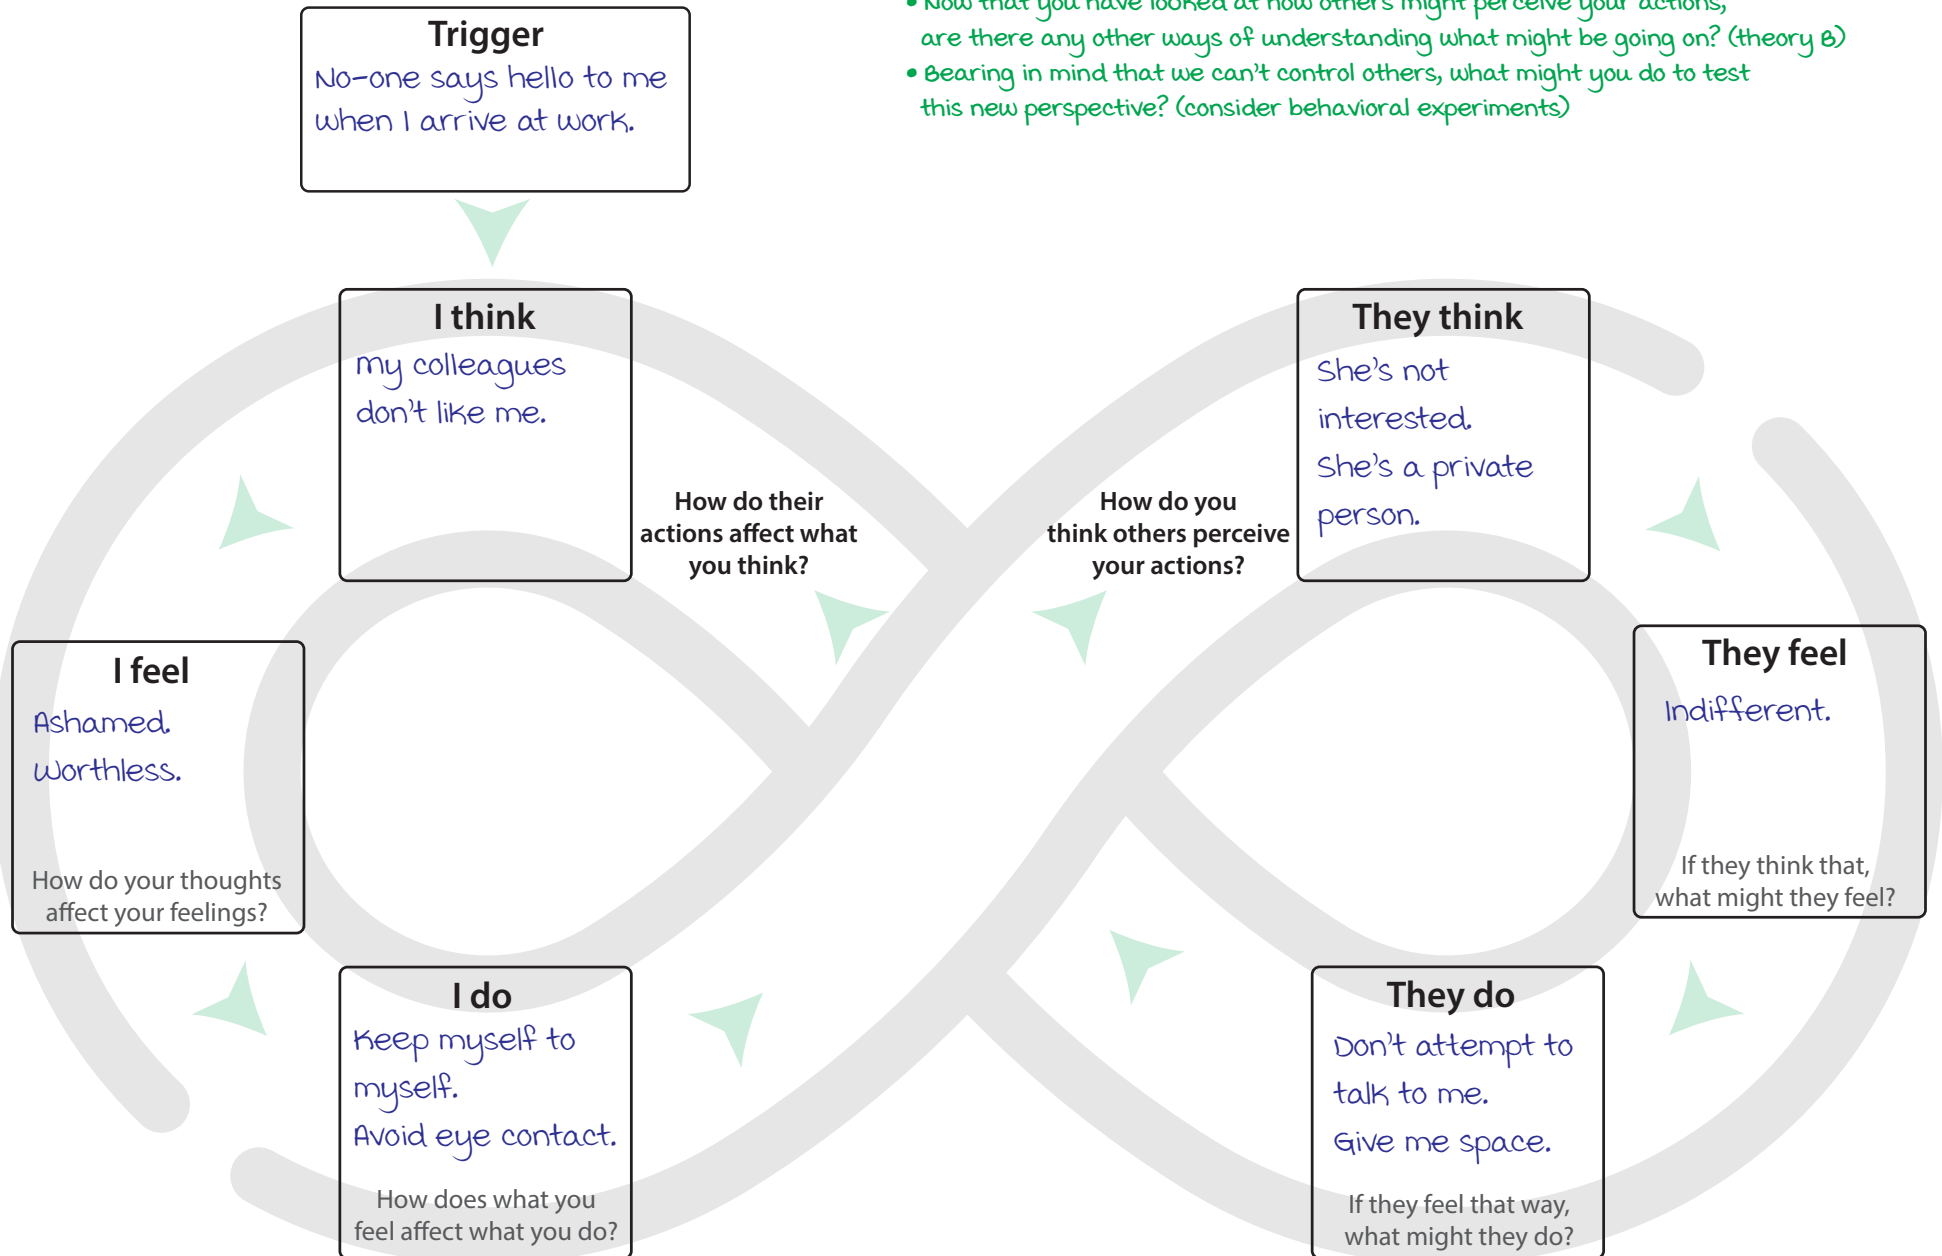 • Now that you have looked at how others might perceive your actions,
are there any other ways of understanding what might be going on? (theory B)
• Bearing in mind that we can't control others, what might you do to test
this new perspective? (consider behavioral experiments)
Trigger
No-one says hello to me
when I arrive at work.
I think
My colleagues
don't like me.
How do their
actions affect what
you think?
How do you
think others perceive
your actions?
They think
She's not
interested.
She's a private
person.
I feel
Ashamed.
Worthless.
How do your thoughts
affect your feelings?
They feel
Indifferent.
If they think that,
what might they feel?
I do
Keep myself to
myself.
Avoid eye contact.
How does what you
feel affect what you do?
They do
Don't attempt to
talk to me.
Give me space.
If they feel that way,
what might they do?